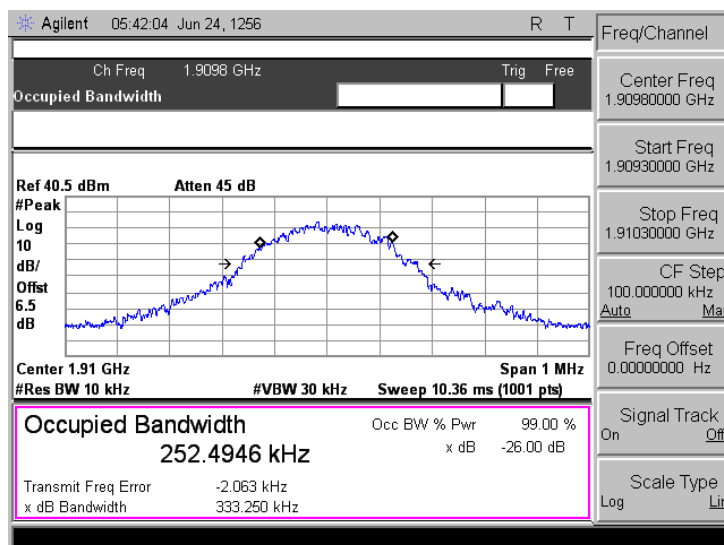 Agilent 05:42:04 Jun 24, 1256 R T
Freq/Channel
Ch Freq 1.9098 GHz Trig Free
Occupied Bandwidth
Center Freq
1.90980000 GHz
Start Freq
1.90930000 GHz
Stop Freq
1.91030000 GHz
CF Step
100.000000 kHz
Auto Ma
Freq Offset
0.00000000 Hz
Signal Track
On Off
Scale Type
Log Lin
Ref 40.5 dBm Atten 45 dB
#Peak
Log
10
dB/
Offst
6.5
dB
Center 1.91 GHz Span 1 MHz
#Res BW 10 kHz #VBW 30 kHz Sweep 10.36 ms (1001 pts)
Occupied Bandwidth Occ BW % Pwr 99.00 %
252.4946 kHz x dB -26.00 dB
Transmit Freq Error -2.063 kHz
x dB Bandwidth 333.250 kHz